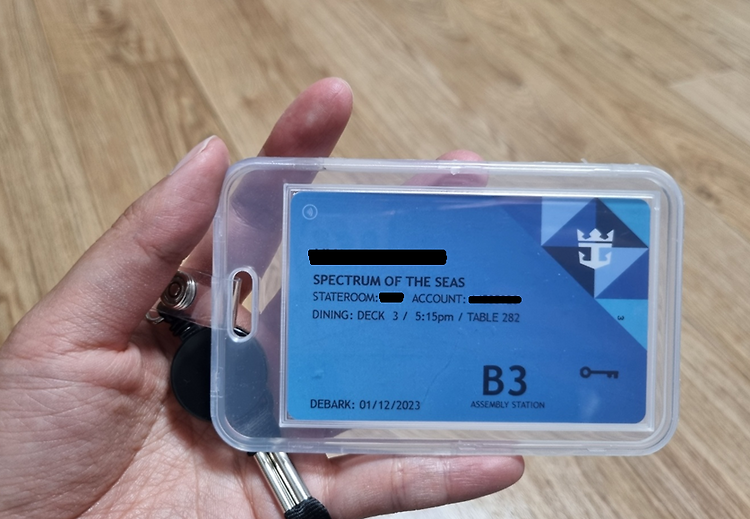 SPECTRUM OF THE SEAS
STATEROOM: ACCOUNT:
DINING: DECK 3 / 5:15pm / TABLE 282
3
B3
ASSEMBLY STATION
DEBARK: 01/12/2023